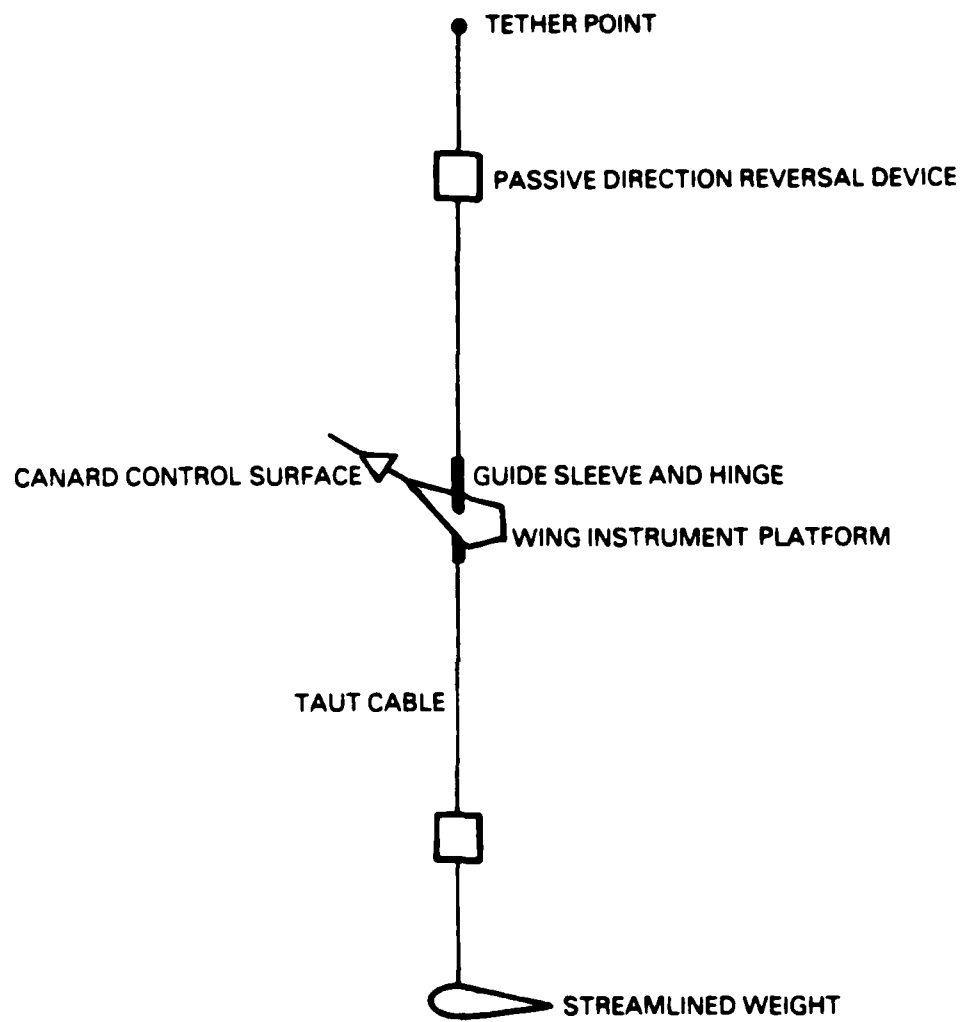 TETHER POINT
PASSIVE DIRECTION REVERSAL DEVICE
CANARD CONTROL SURFACE
GUIDE SLEEVE AND HINGE
WING INSTRUMENT PLATFORM
TAUT CABLE
STREAMLINED WEIGHT